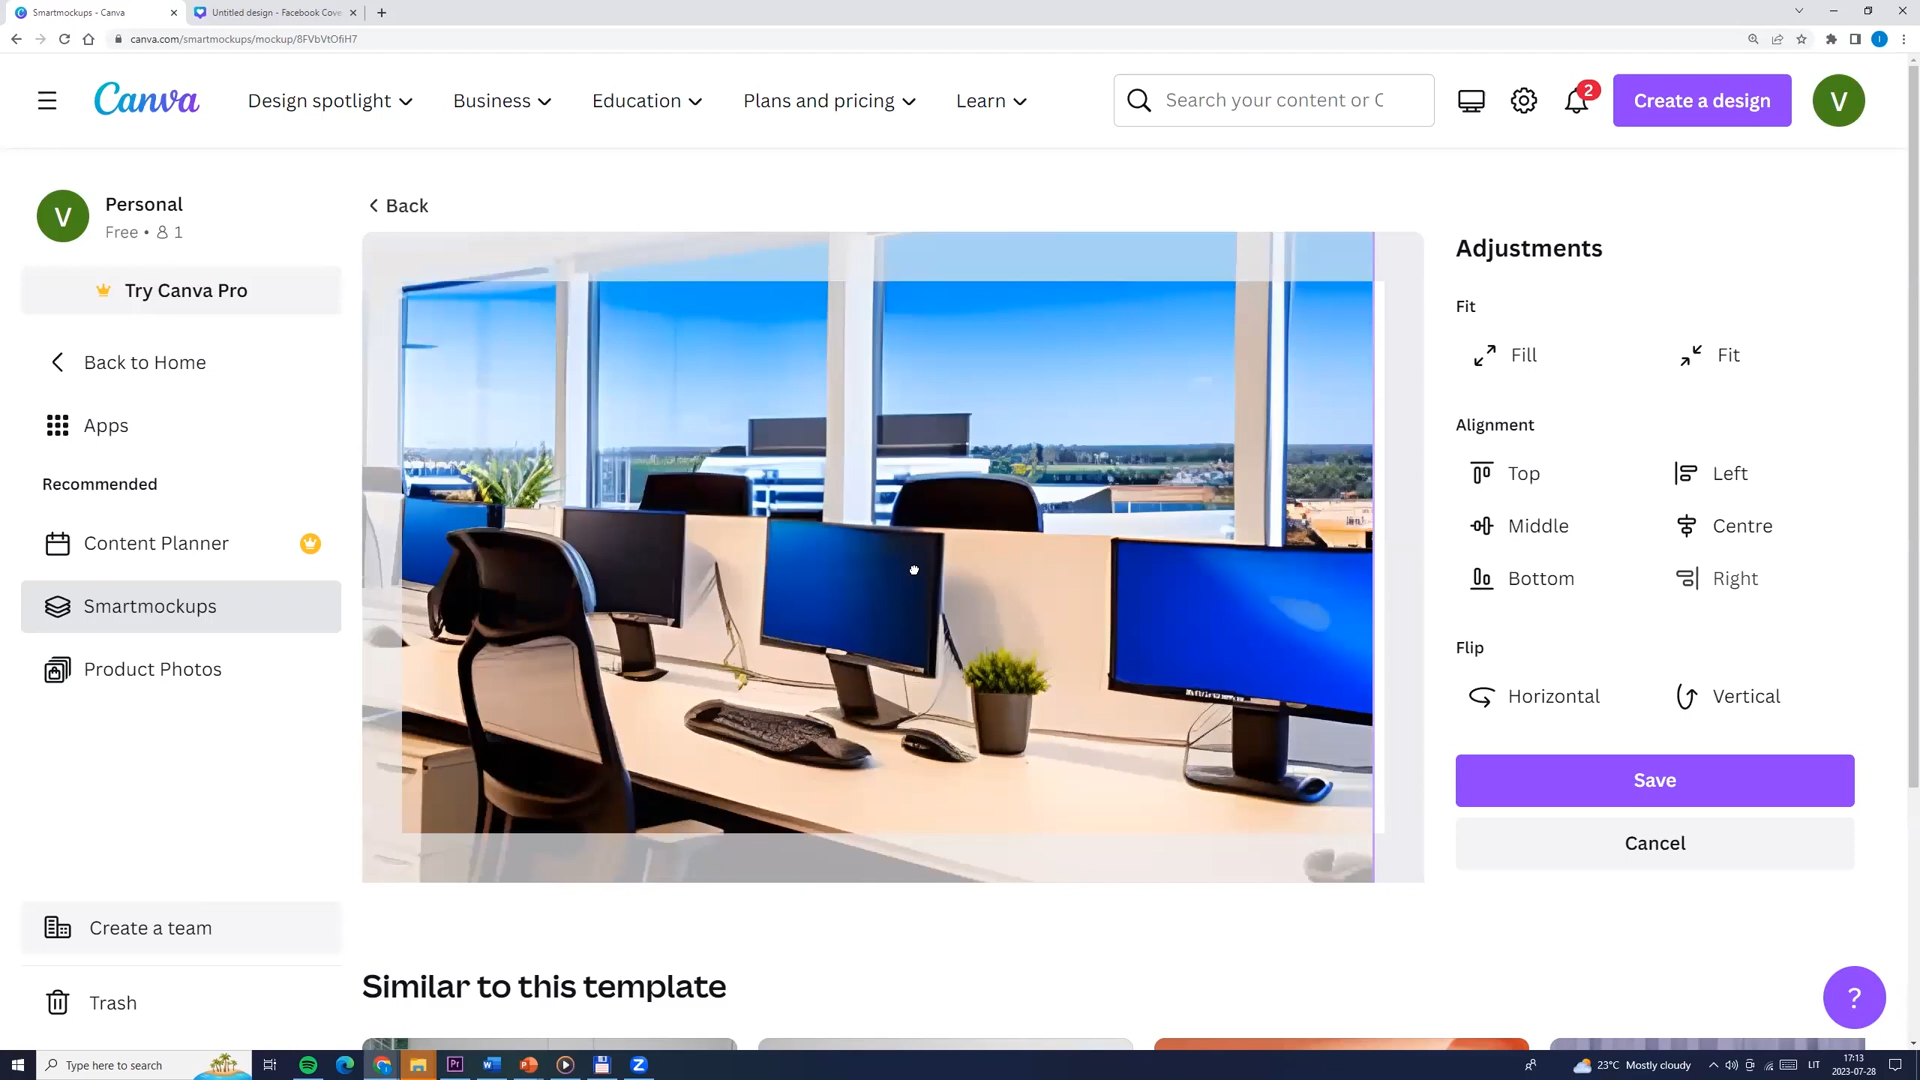 Smartmockups - Canva
Untitled design - Facebook Cove
canva.com/smartmockups/mockup/8FVbVtOfiH7
Canva
Design spotlight
Business
Education
Plans and pricing
Learn
Search your content or C
2
Create a design
V
V
Personal
Free • 1
Try Canva Pro
Back to Home
Apps
Recommended
Content Planner
Smartmockups
Product Photos
Create a team
Trash
Back
Adjustments
Fit
Fill
Fit
Alignment
Top
Left
Middle
Centre
Bottom
Right
Flip
Horizontal
Vertical
Save
Cancel
Similar to this template
?
Type here to search
23°C Mostly cloudy
LIT
17:13
2023-07-28